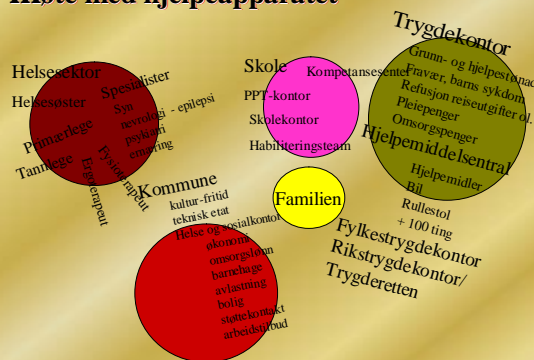 møte med hjelpeapparatet
Helsesektor
Spesialister
Helsesøster
Syn
nevrologi - epilepsi
psykiatri
ernæring
Primærlege
Tannlege
Fysioterapeut
Ergoterapeut
Skole
Kompetansesenter
PPT-kontor
Skolekontor
Habiliteringsteam
Trygdekontor
Grunn- og hjelpestønad
Fravær, barns sykdom
Refusjon reiseutgifter ol.
Pleiepenger
Omsorgspenger
Hjelpemiddelsentral
Hjelpemidler
Bil
Rullestol
+ 100 ting
Fylkestrygdekontor
Rikstrygdekontor/
Trygderetten
Familien
Kommune
kultur-fritid
teknisk etat
Helse og sosialkontor
økonomi
omsorgslønn
barnehage
avlastning
bolig
støttekontakt
arbeidstilbud